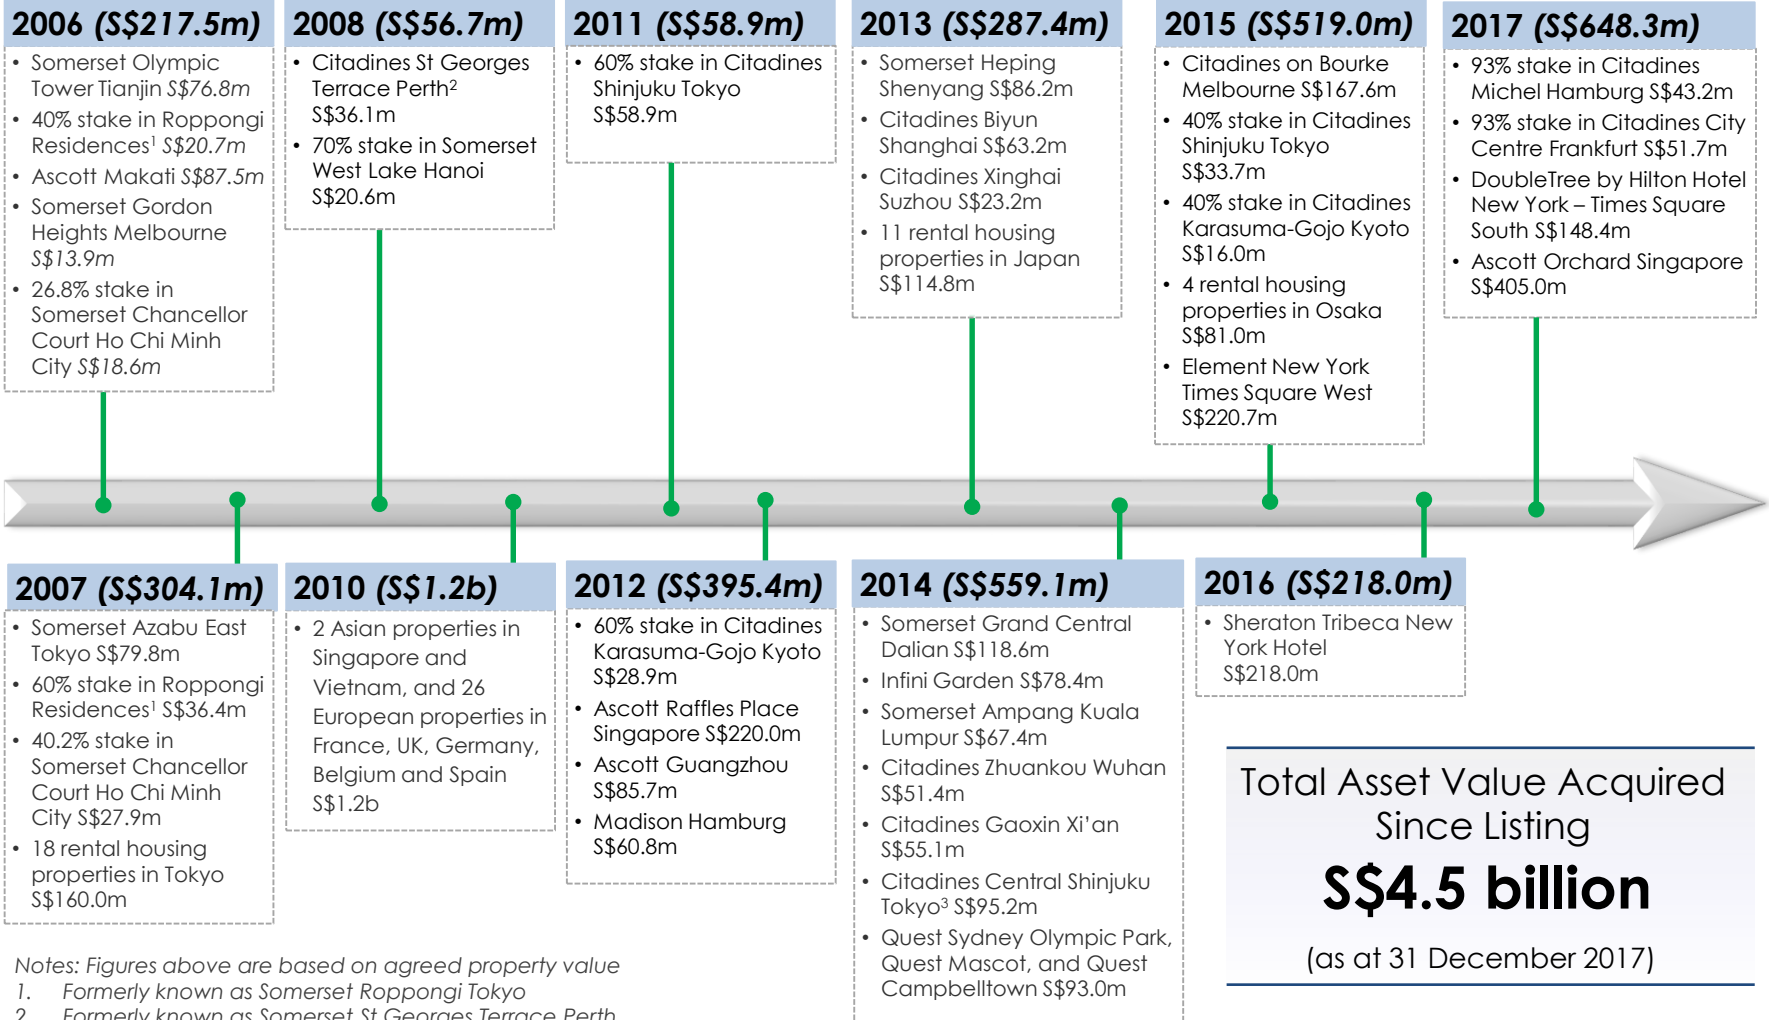 2006 (S$217.5m)
• Somerset Olympic
Tower Tianjin S$76.8m
• 40% stake in Roppongi
Residences¹ S$20.7m
• Ascott Makati S$87.5m
• Somerset Gordon
Heights Melbourne
S$13.9m
• 26.8% stake in
Somerset Chancellor
Court Ho Chi Minh
City S$18.6m
2008 (S$56.7m)
• Citadines St Georges
Terrace Perth²
S$36.1m
• 70% stake in Somerset
West Lake Hanoi
S$20.6m
2011 (S$58.9m)
• 60% stake in Citadines
Shinjuku Tokyo
S$58.9m
2013 (S$287.4m)
• Somerset Heping
Shenyang S$86.2m
• Citadines Biyun
Shanghai S$63.2m
• Citadines Xinghai
Suzhou S$23.2m
• 11 rental housing
properties in Japan
S$114.8m
2015 (S$519.0m)
• Citadines on Bourke
Melbourne S$167.6m
• 40% stake in Citadines
Shinjuku Tokyo
S$33.7m
• 40% stake in Citadines
Karasuma-Gojo Kyoto
S$16.0m
• 4 rental housing
properties in Osaka
S$81.0m
• Element New York
Times Square West
S$220.7m
2017 (S$648.3m)
• 93% stake in Citadines
Michel Hamburg S$43.2m
• 93% stake in Citadines City
Centre Frankfurt S$51.7m
• DoubleTree by Hilton Hotel
New York – Times Square
South S$148.4m
• Ascott Orchard Singapore
S$405.0m
2007 (S$304.1m)
• Somerset Azabu East
Tokyo S$79.8m
• 60% stake in Roppongi
Residences¹ S$36.4m
• 40.2% stake in
Somerset Chancellor
Court Ho Chi Minh
City S$27.9m
• 18 rental housing
properties in Tokyo
S$160.0m
2010 (S$1.2b)
• 2 Asian properties in
Singapore and
Vietnam, and 26
European properties in
France, UK, Germany,
Belgium and Spain
S$1.2b
2012 (S$395.4m)
• 60% stake in Citadines
Karasuma-Gojo Kyoto
S$28.9m
• Ascott Raffles Place
Singapore S$220.0m
• Ascott Guangzhou
S$85.7m
• Madison Hamburg
S$60.8m
2014 (S$559.1m)
• Somerset Grand Central
Dalian S$118.6m
• Infini Garden S$78.4m
• Somerset Ampang Kuala
Lumpur S$67.4m
• Citadines Zhuankou Wuhan
S$51.4m
• Citadines Gaoxin Xi’an
S$55.1m
• Citadines Central Shinjuku
Tokyo³ S$95.2m
• Quest Sydney Olympic Park,
Quest Mascot, and Quest
Campbelltown S$93.0m
2016 (S$218.0m)
• Sheraton Tribeca New
York Hotel
S$218.0m
Total Asset Value Acquired
Since Listing
S$4.5 billion
(as at 31 December 2017)
Notes: Figures above are based on agreed property value
1. Formerly known as Somerset Roppongi Tokyo
2. Formerly known as Somerset St Georges Terrace Perth